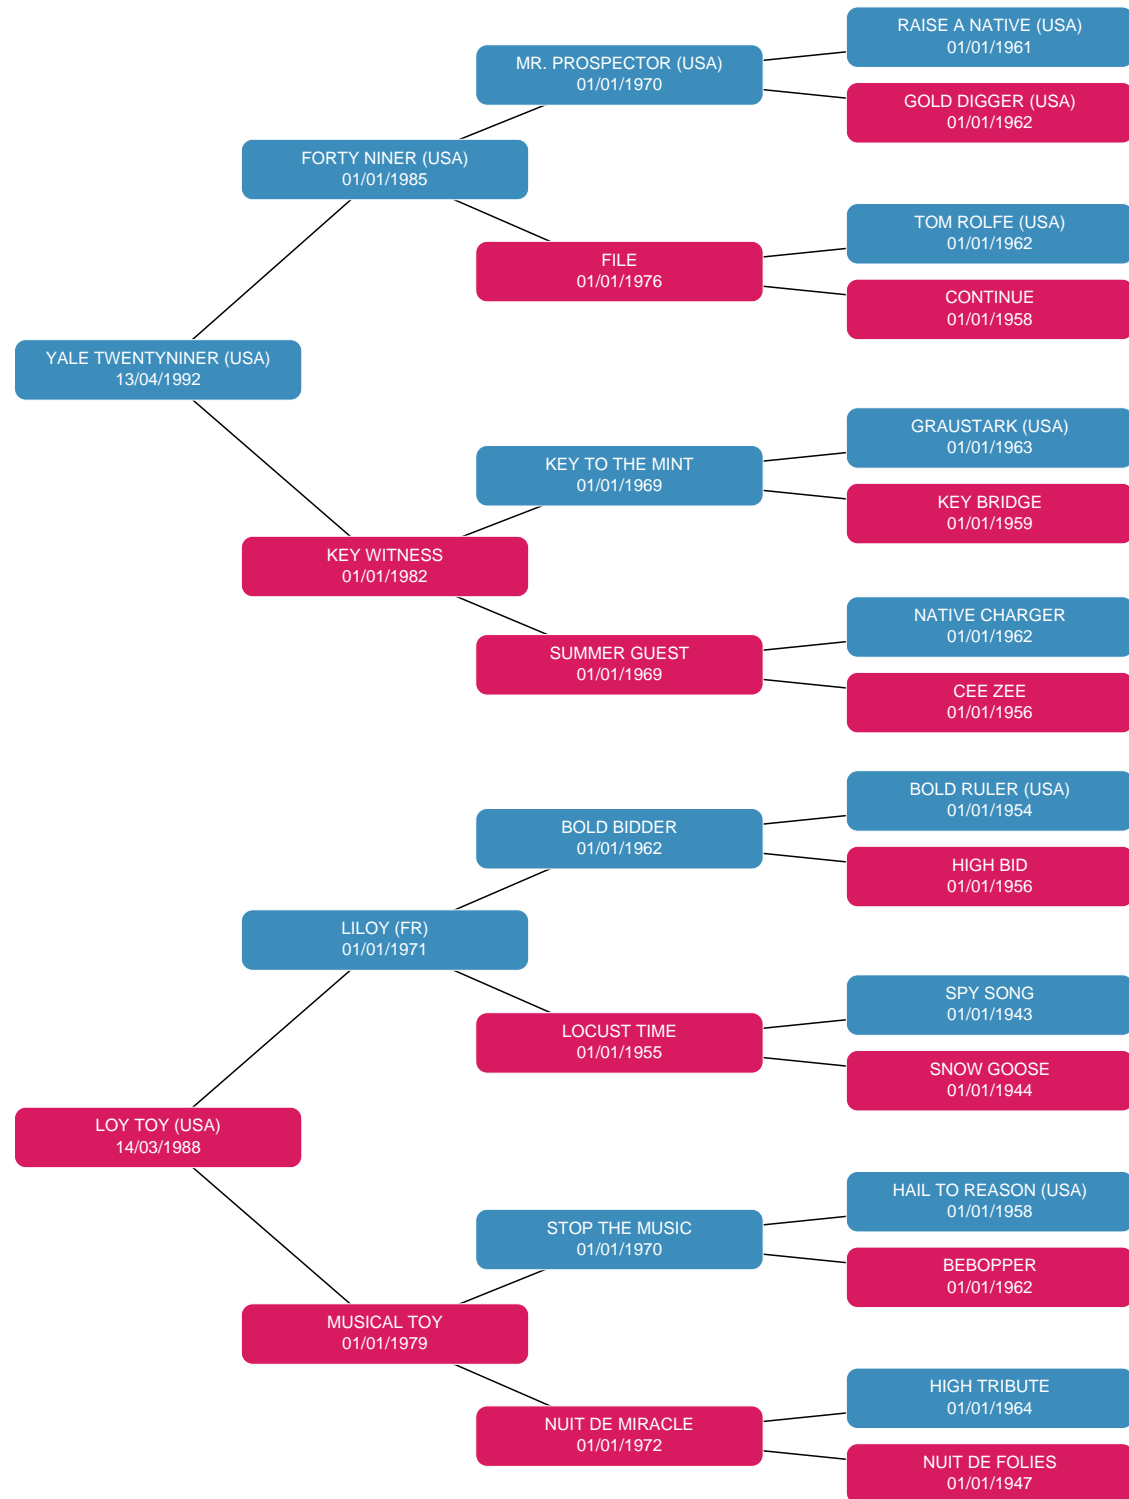 RAISE A NATIVE (USA)
01/01/1961
MR. PROSPECTOR (USA)
01/01/1970
GOLD DIGGER (USA)
01/01/1962
FORTY NINER (USA)
01/01/1985
TOM ROLFE (USA)
01/01/1962
FILE
01/01/1976
CONTINUE
01/01/1958
YALE TWENTYNINER (USA)
13/04/1992
GRAUSTARK (USA)
01/01/1963
KEY TO THE MINT
01/01/1969
KEY BRIDGE
01/01/1959
KEY WITNESS
01/01/1982
NATIVE CHARGER
01/01/1962
SUMMER GUEST
01/01/1969
CEE ZEE
01/01/1956
BOLD RULER (USA)
01/01/1954
BOLD BIDDER
01/01/1962
HIGH BID
01/01/1956
LILOY (FR)
01/01/1971
SPY SONG
01/01/1943
LOCUST TIME
01/01/1955
SNOW GOOSE
01/01/1944
LOY TOY (USA)
14/03/1988
HAIL TO REASON (USA)
01/01/1958
STOP THE MUSIC
01/01/1970
BEBOPPER
01/01/1962
MUSICAL TOY
01/01/1979
HIGH TRIBUTE
01/01/1964
NUIT DE MIRACLE
01/01/1972
NUIT DE FOLIES
01/01/1947